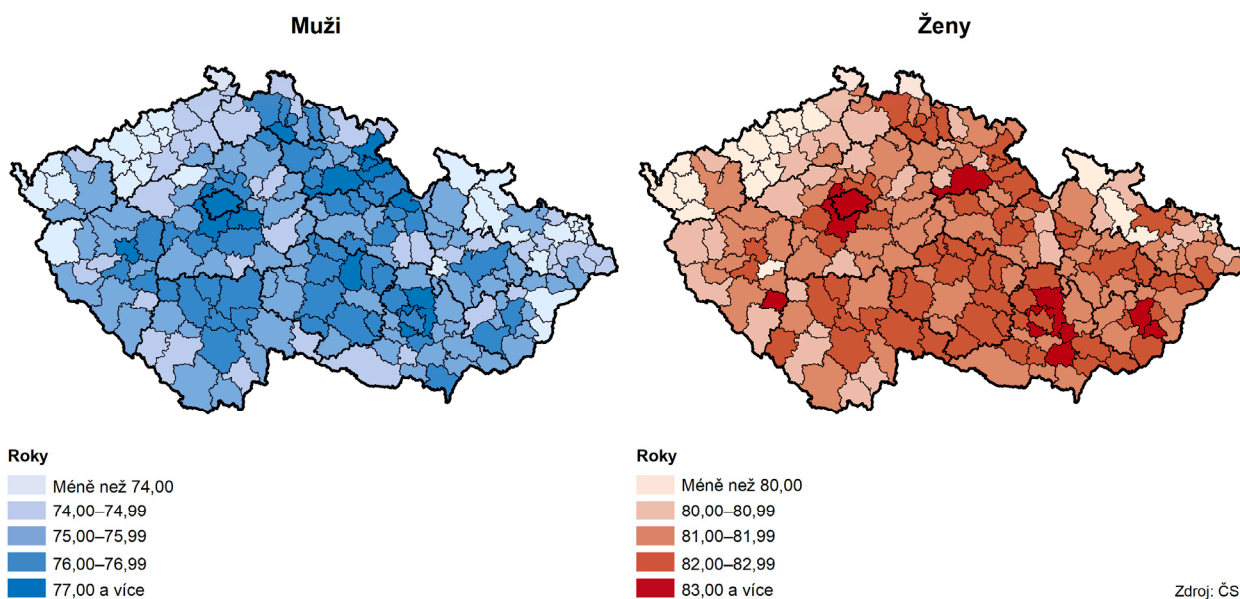 Muži
Ženy
Roky
Méně než 74,00
74,00–74,99
75,00–75,99
76,00–76,99
77,00 a více
Roky
Méně než 80,00
80,00–80,99
81,00–81,99
82,00–82,99
83,00 a více
Zdroj: ČS